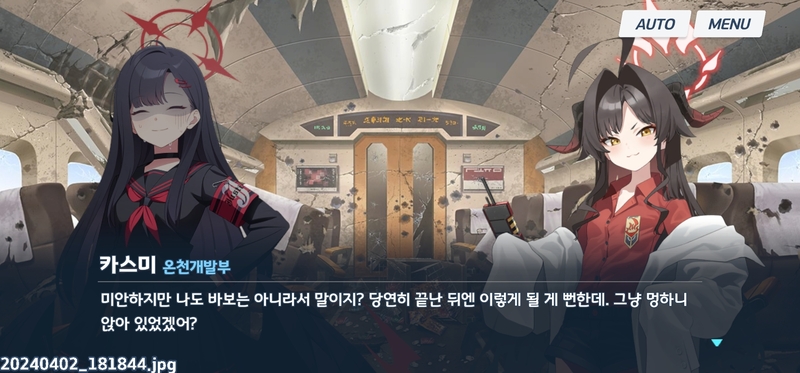 AUTO MENU
카스미 온천개발부
미안하지만 나도 바보는 아니라서 말이지? 당연히 끝난 뒤엔 이렇게 될 게 뻔한데. 그냥 멍하니
앉아 있었겠어?
20240402_181844.jpg